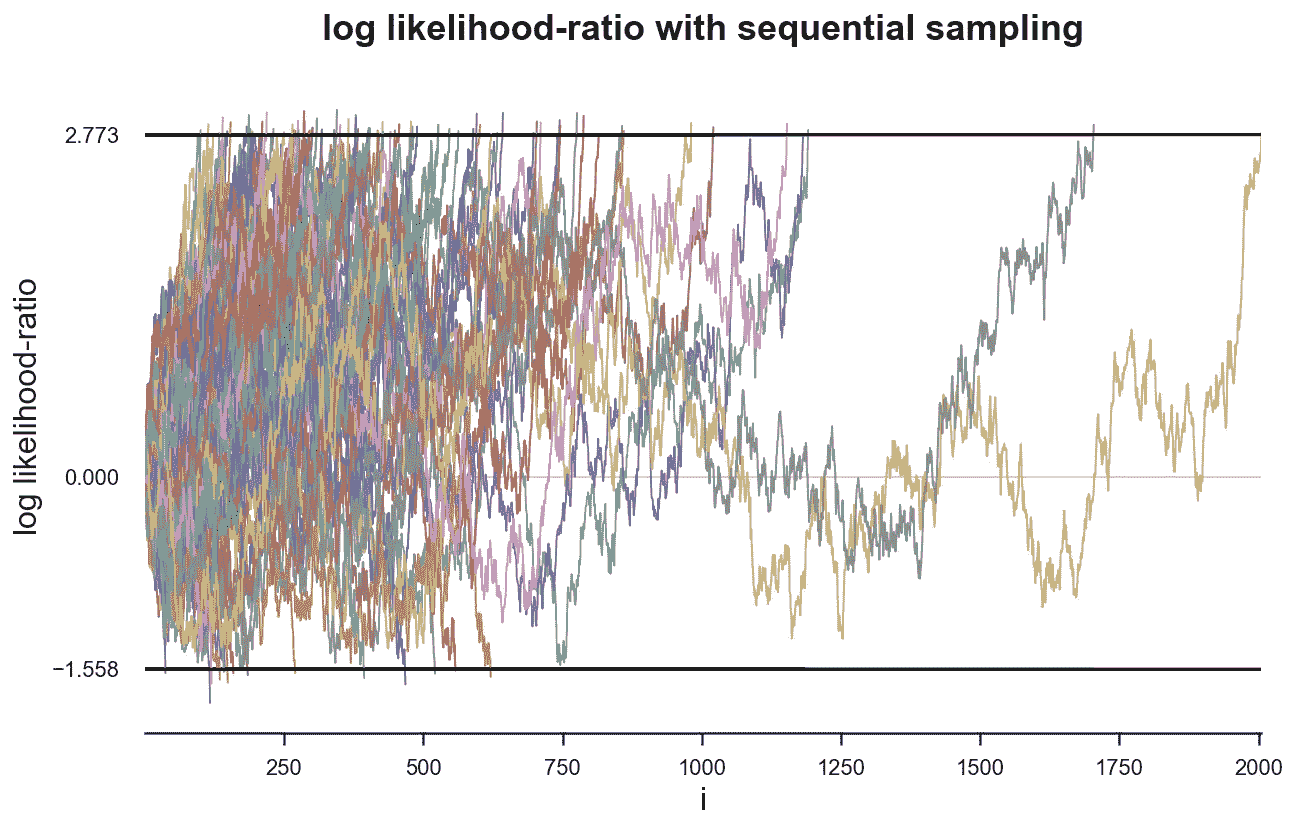 log likelihood-ratio with sequential sampling
2.773
0.000
−1.558
log likelihood-ratio
250 500 750 1000 1250 1500 1750 2000
i